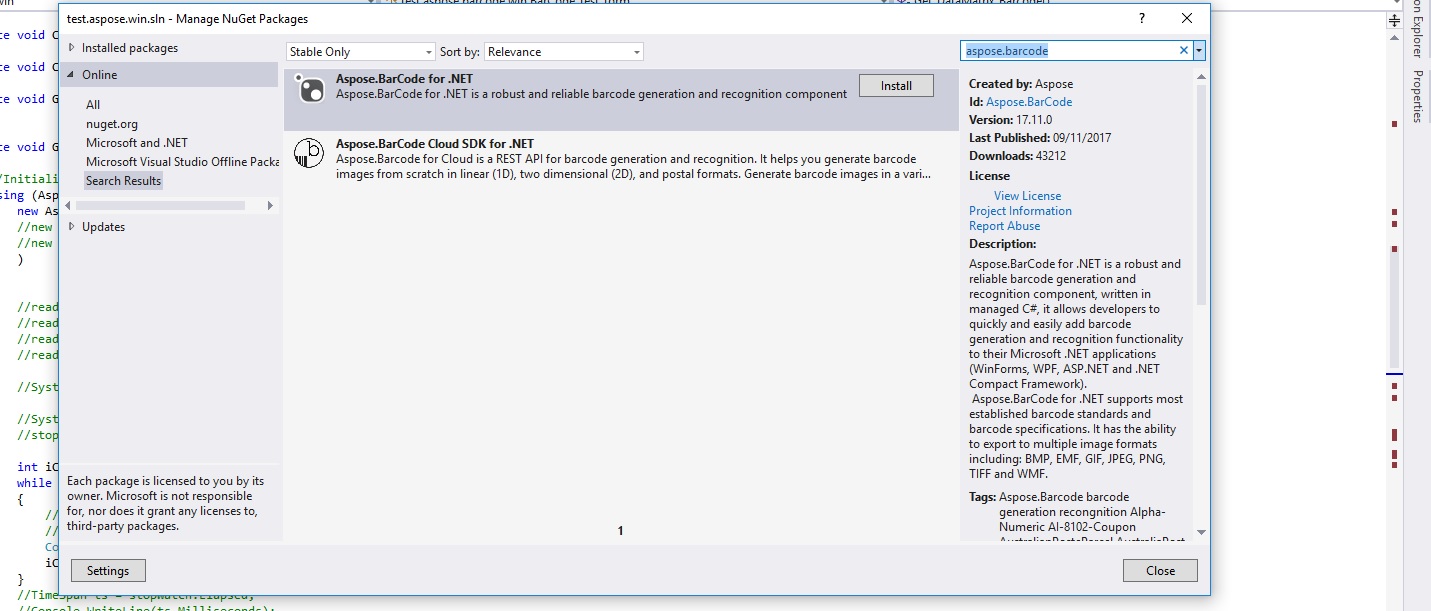 test.aspose.win.sln - Manage NuGet Packages
?
Installed packages
Stable Only
Sort by:
Relevance
aspose.barcode
Online
All
nuget.org
Microsoft and .NET
Microsoft Visual Studio Offline Packa
Search Results
Updates
Each package is licensed to you by its
owner. Microsoft is not responsible
for, nor does it grant any licenses to,
third-party packages.
Aspose.BarCode for .NET
Aspose.BarCode for .NET is a robust and reliable barcode generation and recognition component
Install
Aspose.BarCode Cloud SDK for .NET
Aspose.Barcode for Cloud is a REST API for barcode generation and recognition. It helps you generate barcode
images from scratch in linear (1D), two dimensional (2D), and postal formats. Generate barcode images in a vari...
1
Created by: Aspose
Id: Aspose.BarCode
Version: 17.11.0
Last Published: 09/11/2017
Downloads: 43212
License
View License
Project Information
Report Abuse
Description:
Aspose.BarCode for .NET is a robust and
reliable barcode generation and
recognition component, written in
managed C#, it allows developers to
quickly and easily add barcode
generation and recognition functionality
to their Microsoft .NET applications
(WinForms, WPF, ASP.NET and .NET
Compact Framework).
Aspose.BarCode for .NET supports most
established barcode standards and
barcode specifications. It has the ability
to export to multiple image formats
including: BMP, EMF, GIF, JPEG, PNG,
TIFF and WMF.
Tags: Aspose.Barcode barcode
generation recongnition Alpha-
Numeric AI-8102-Coupon
Settings
Close
void C
void C
void G
void G
new As
//new
//new
)
//read
//read
//read
//read
//Syst
//Syst
//stop
int iC
while
{
//
//
Co
iC
}
//TimeSpan ts = stopwatch.Elapsed;
//Console.WriteLine(ts.Milliseconds);
Explorer
Properties